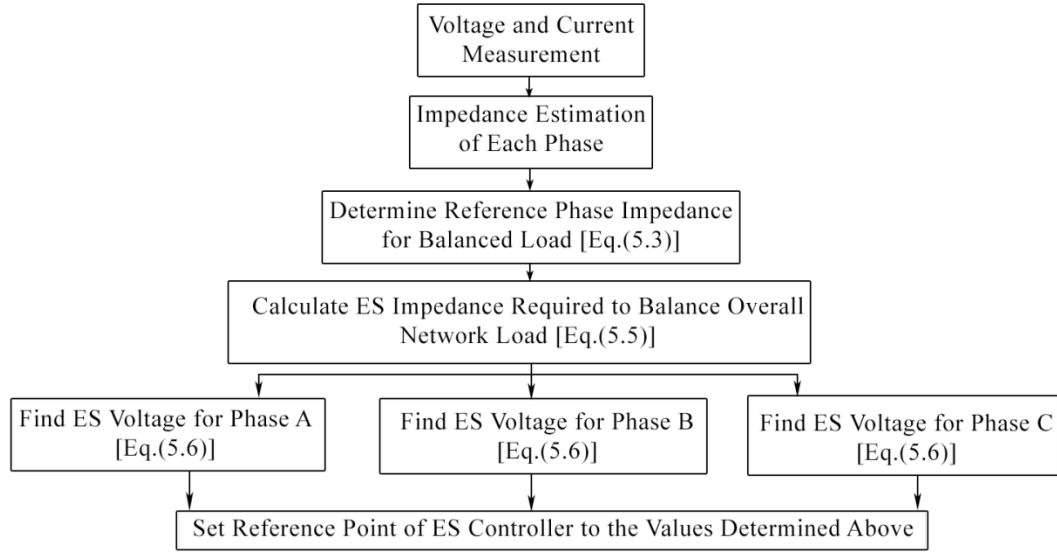 Voltage and Current
Measurement
Impedance Estimation
of Each Phase
Determine Reference Phase Impedance
for Balanced Load [Eq.(5.3)]
Calculate ES Impedance Required to Balance Overall
Network Load [Eq.(5.5)]
Find ES Voltage for Phase A
[Eq.(5.6)]
Find ES Voltage for Phase B
[Eq.(5.6)]
Find ES Voltage for Phase C
[Eq.(5.6)]
Set Reference Point of ES Controller to the Values Determined Above